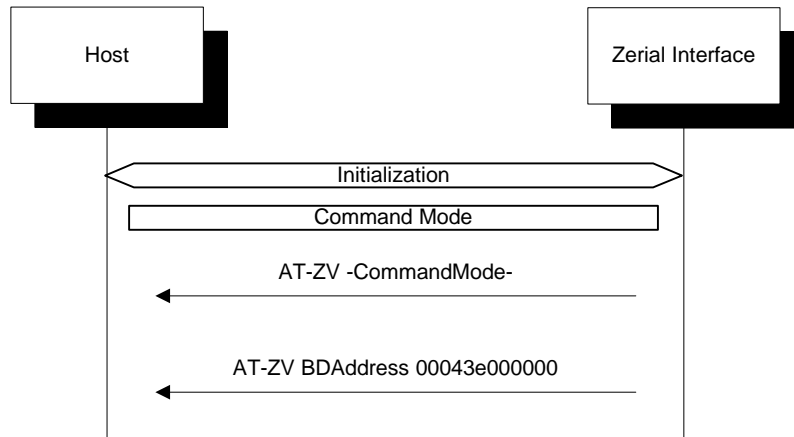 Host
Zerial Interface
Initialization
Command Mode
AT-ZV -CommandMode-
AT-ZV BDAddress 00043e000000